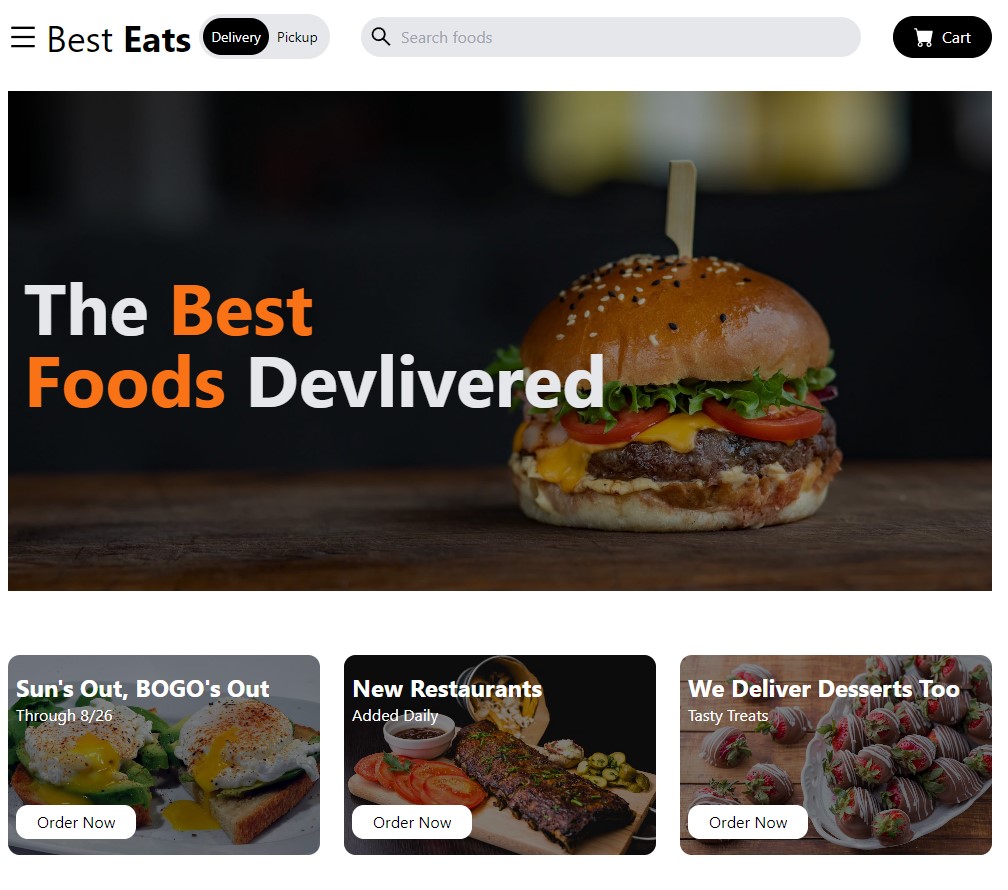 Best Eats
Delivery Pickup
Search foods
Cart
The Best
Foods Devlivered
Sun's Out, BOGO's Out
Through 8/26
Order Now
New Restaurants
Added Daily
Order Now
We Deliver Desserts Too
Tasty Treats
Order Now